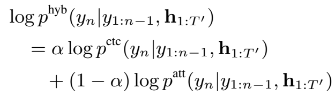 log p^hyb(y_n|y_{1:n−1}, h_{1:T′})
= α log p^ctc(y_n|y_{1:n−1}, h_{1:T′})
+ (1 − α) log p^att(y_n|y_{1:n−1}, h_{1:T′})